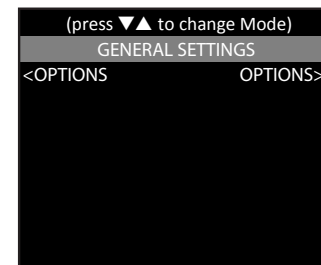 (press ▼▲ to change Mode)
GENERAL SETTINGS
<OPTIONS OPTIONS>